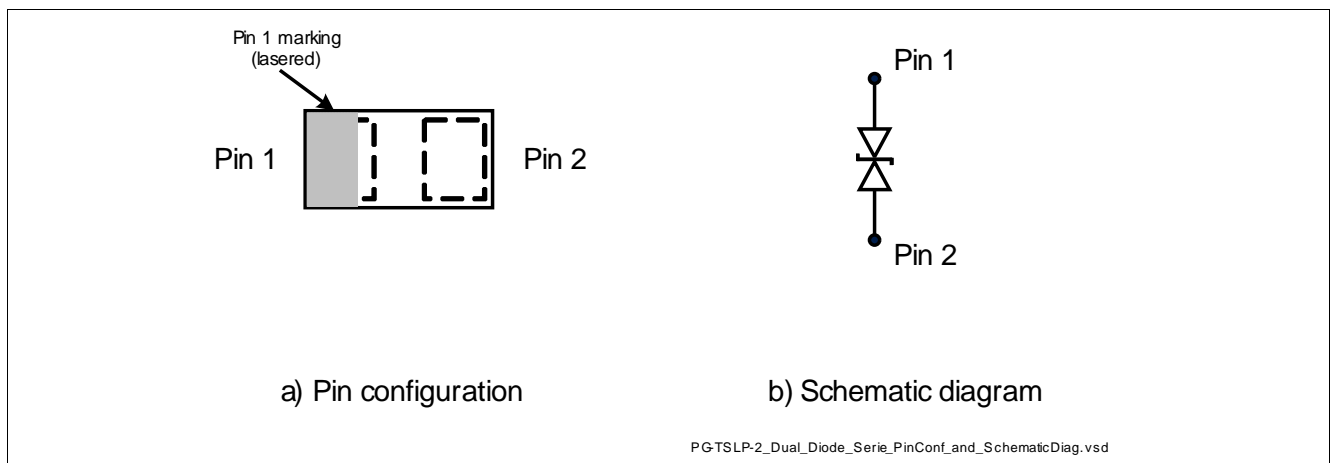 Pin 1 marking
(lasered)
Pin 1
Pin 2
Pin 1
Pin 2
a) Pin configuration
b) Schematic diagram
PG-TSLP-2_Dual_Diode_Serie_PinConf_and_SchematicDiag.vsd